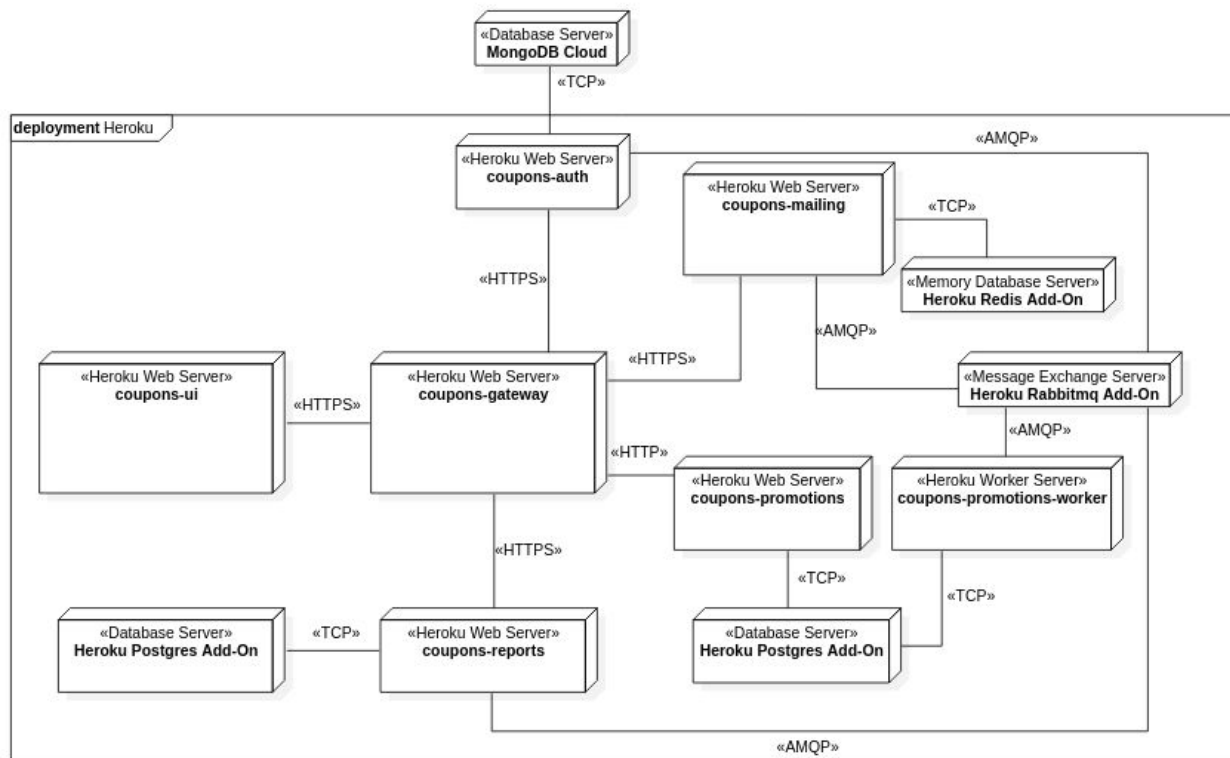 «Database Server»
MongoDB Cloud
«TCP»
deployment Heroku
«Heroku Web Server»
coupons-auth
«AMQP»
«Heroku Web Server»
coupons-mailing
«TCP»
«HTTPS»
«Memory Database Server»
Heroku Redis Add-On
«AMQP»
«Heroku Web Server»
coupons-ui
«HTTPS»
«Heroku Web Server»
coupons-gateway
«HTTPS»
«Message Exchange Server»
Heroku Rabbitmq Add-On
«AMQP»
«HTTP»
«Heroku Web Server»
coupons-promotions
«Heroku Worker Server»
coupons-promotions-worker
«HTTPS»
«TCP»
«TCP»
«Database Server»
Heroku Postgres Add-On
«TCP»
«Heroku Web Server»
coupons-reports
«Database Server»
Heroku Postgres Add-On
«AMQP»